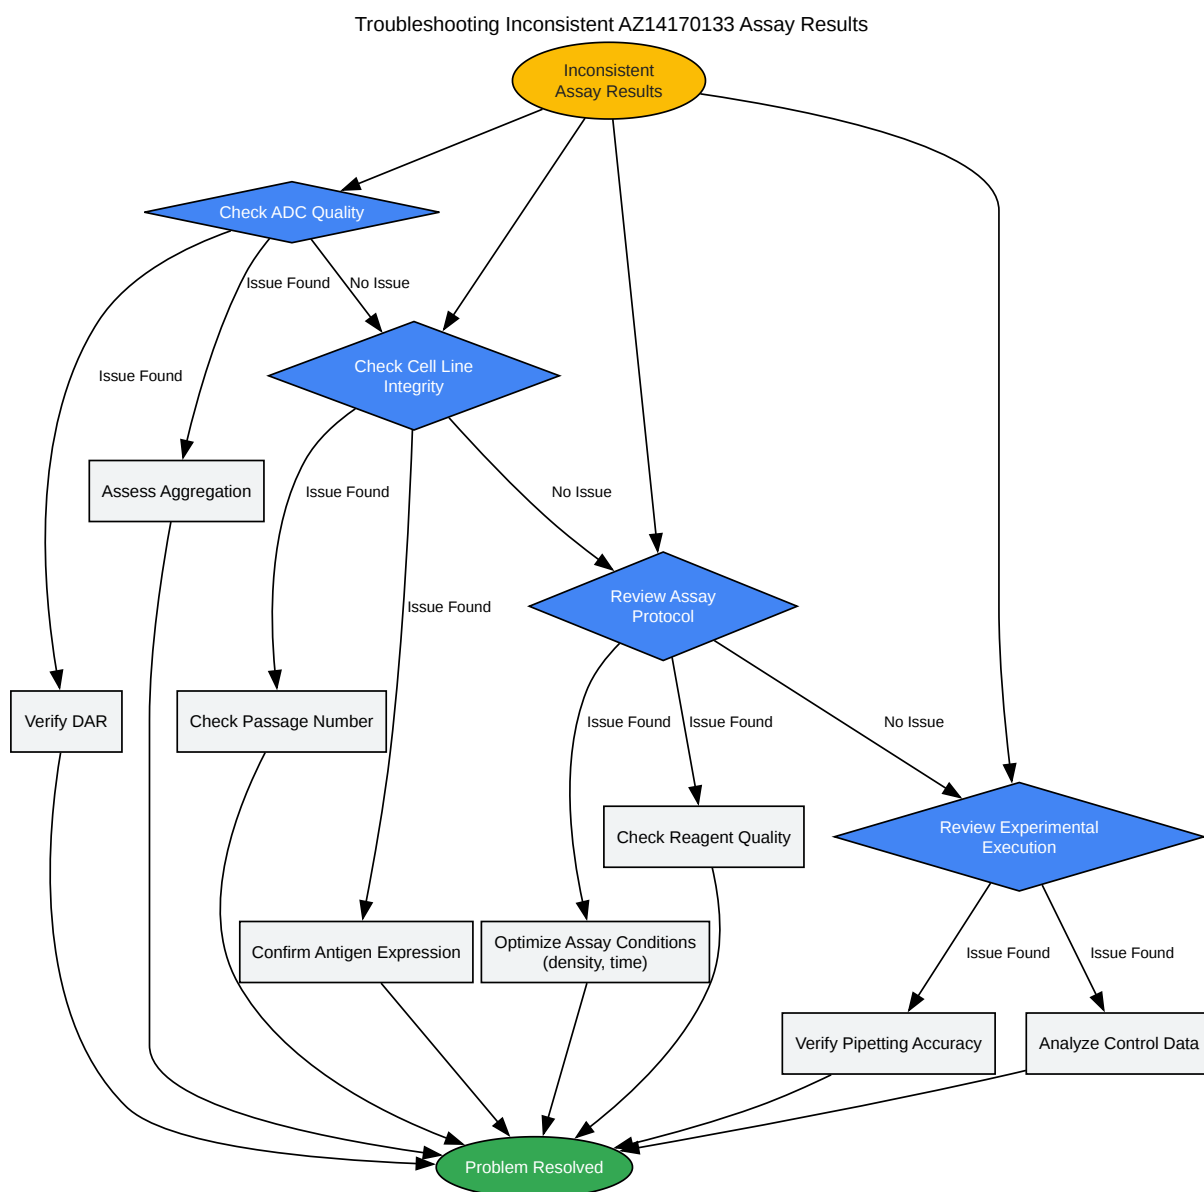 Troubleshooting Inconsistent AZ14170133 Assay Results
Inconsistent
Assay Results
Check ADC Quality
Issue Found
No Issue
Check Cell Line
Integrity
Issue Found
Assess Aggregation
Issue Found
No Issue
Review Assay
Protocol
Issue Found
Verify DAR
Check Passage Number
Issue Found
Issue Found
No Issue
Check Reagent Quality
Review Experimental
Execution
Confirm Antigen Expression
Optimize Assay Conditions
(density, time)
Issue Found
Issue Found
Verify Pipetting Accuracy
Analyze Control Data
Problem Resolved